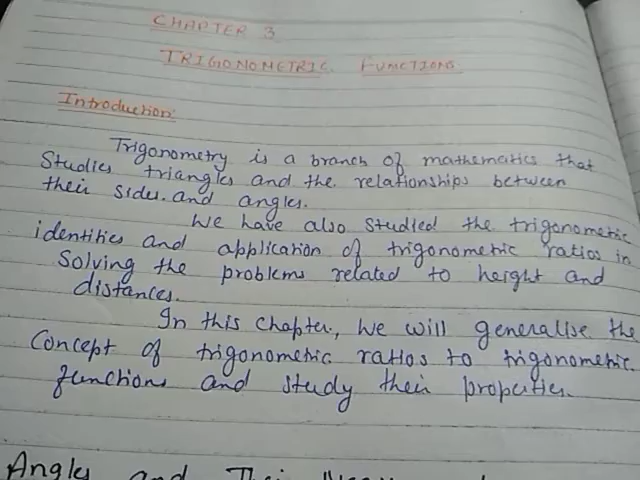 CHAPTER 3
TRIGONOMETRIC FUNCTIONS
Introduction:
Trigonometry is a branch of mathematics that
studies triangles and the relationships between
their sides and angles.
We have also studied the trigonometric
identities and application of trigonometric ratios in
solving the problems related to height and
distances.
In this chapter, we will generalise the
concept of trigonometric ratios to trigonometric
functions and study their properties.
Angles and Their